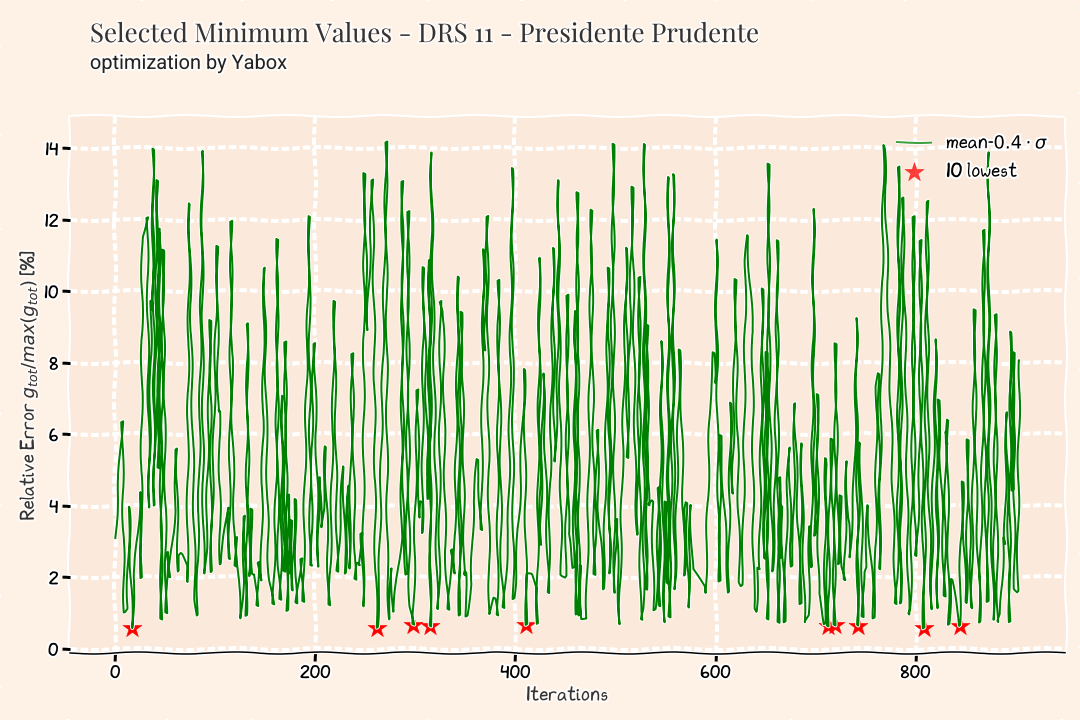 Selected Minimum Values - DRS 11 - Presidente Prudente
optimization by Yabox
mean-0.4·σ
10 lowest
Relative Error g_tot/max(g_tot) [%]
14
12
10
8
6
4
2
0
0 200 400 600 800
Iterations